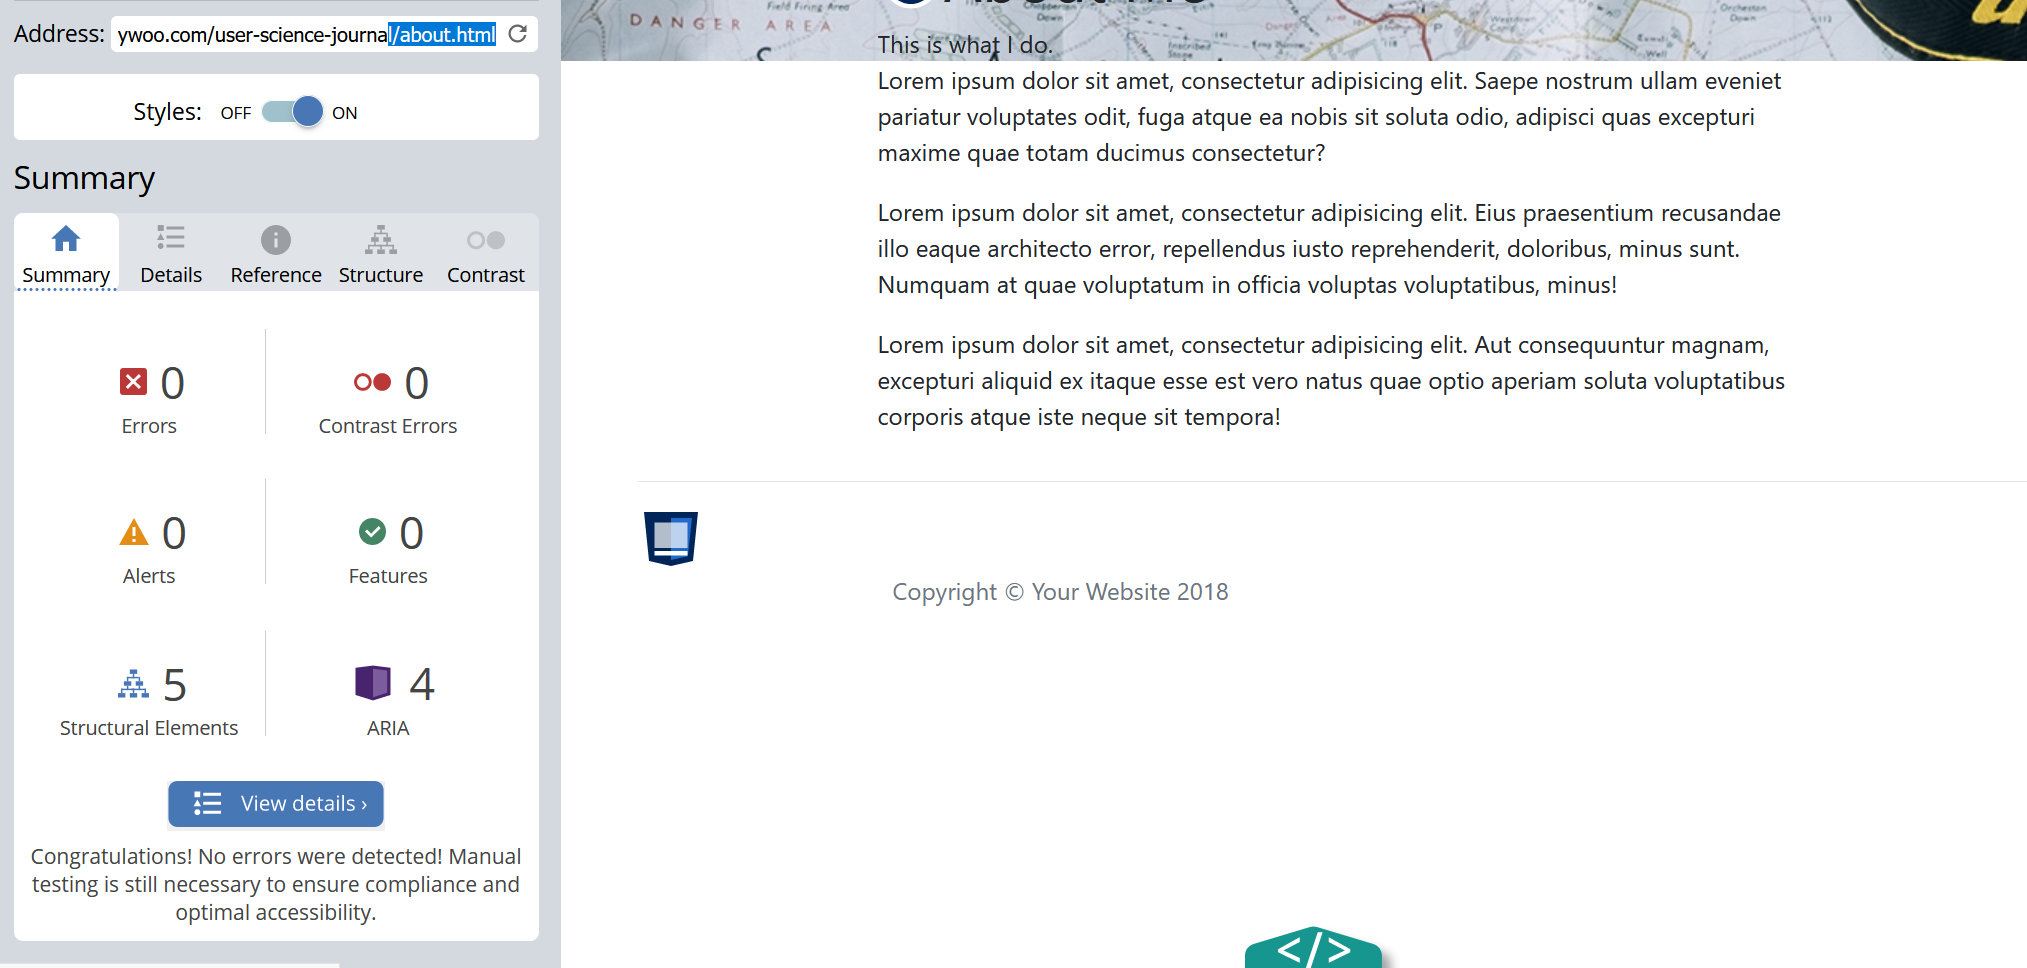 Address: ywoo.com/user-science-journal/about.html
Styles: OFF ON
Summary
Summary Details Reference Structure Contrast
0 0
Errors Contrast Errors
0 0
Alerts Features
5 4
Structural Elements ARIA
View details ›
Congratulations! No errors were detected! Manual
testing is still necessary to ensure compliance and
optimal accessibility.
DANGER AREA
Field Firing Area
About Me
This is what I do.
Lorem ipsum dolor sit amet, consectetur adipisicing elit. Saepe nostrum ullam eveniet
pariatur voluptates odit, fuga atque ea nobis sit soluta odio, adipisci quas excepturi
maxime quae totam ducimus consectetur?
Lorem ipsum dolor sit amet, consectetur adipisicing elit. Eius praesentium recusandae
illo eaque architecto error, repellendus iusto reprehenderit, doloribus, minus sunt.
Numquam at quae voluptatum in officia voluptas voluptatibus, minus!
Lorem ipsum dolor sit amet, consectetur adipisicing elit. Aut consequuntur magnam,
excepturi aliquid ex itaque esse est vero natus quae optio aperiam soluta voluptatibus
corporis atque iste neque sit tempora!
Copyright © Your Website 2018